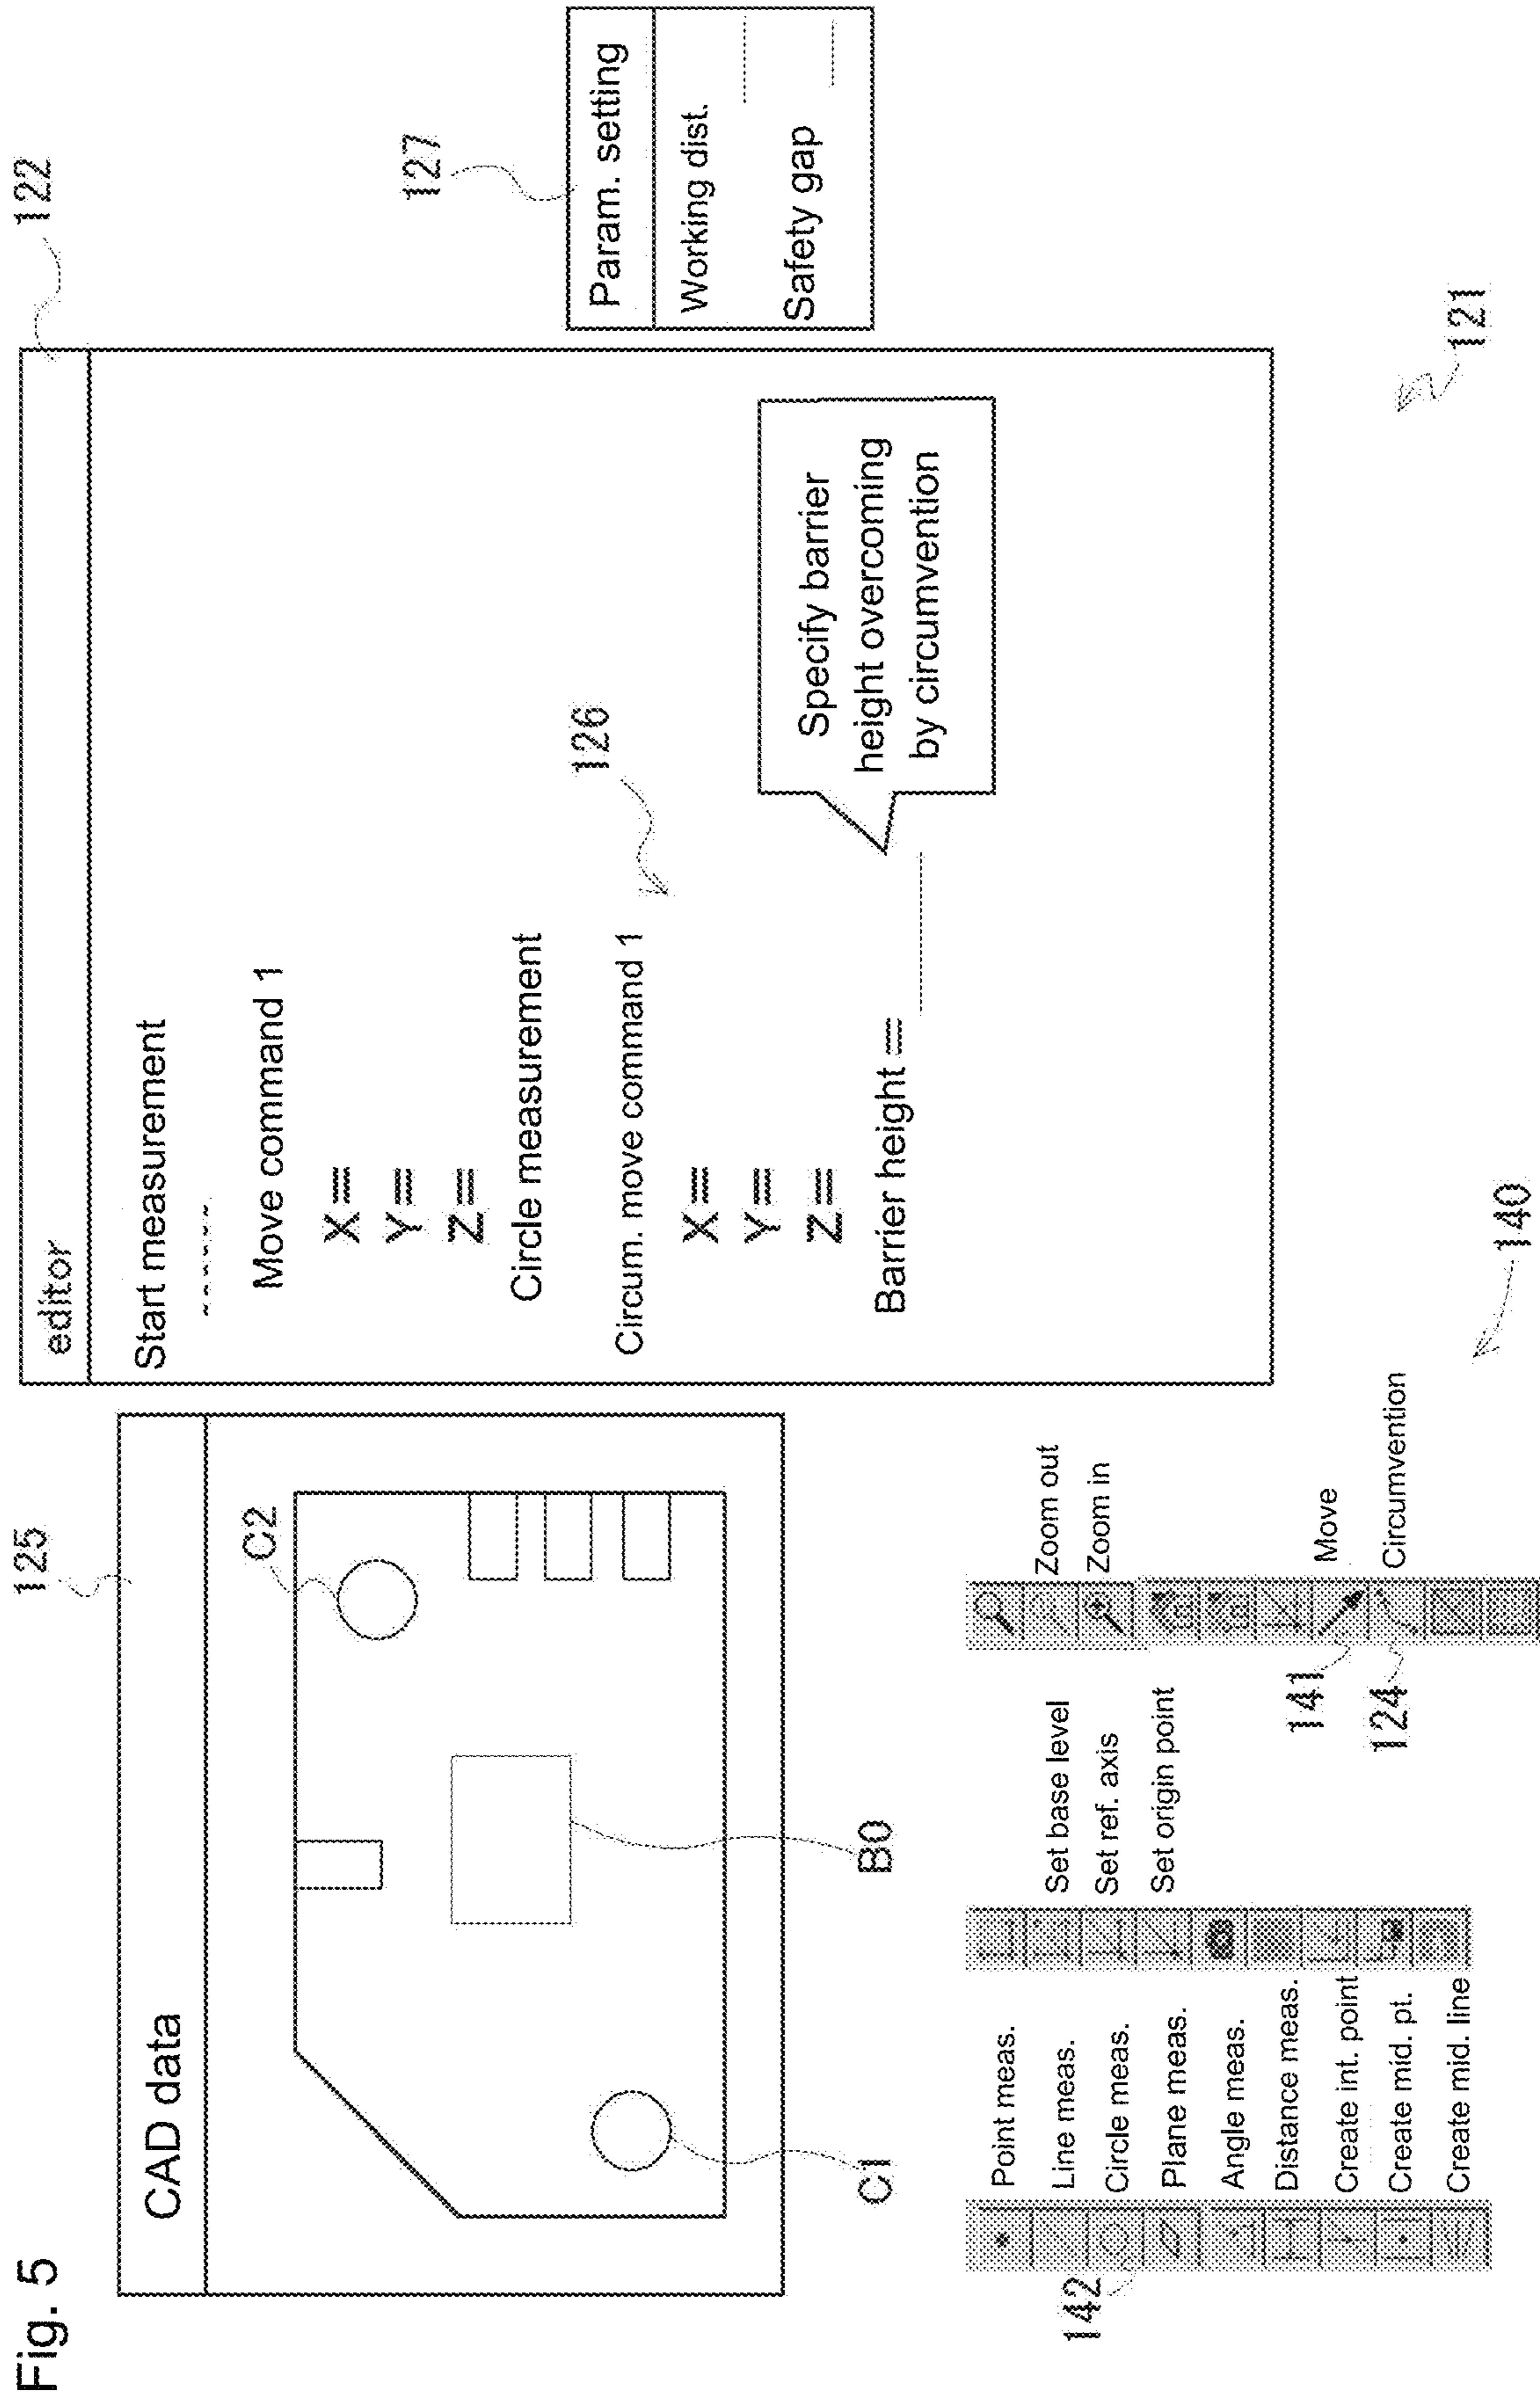 Fig. 5
125
CAD data
C2
C1
B0
122
editor
Start measurement
Move command 1
X=
Y=
Z=
Circle measurement
126
Circum. move command 1
X=
Y=
Z=
Barrier height =
Specify barrier
height overcoming
by circumvention
127
Param. setting
Working dist.
Safety gap
121
140
142
Point meas.
Line meas.
Circle meas.
Plane meas.
Angle meas.
Distance meas.
Create int. point
Create mid. pt.
Create mid. line
Set base level
Set ref. axis
Set origin point
141
124
Zoom out
Zoom in
Move
Circumvention